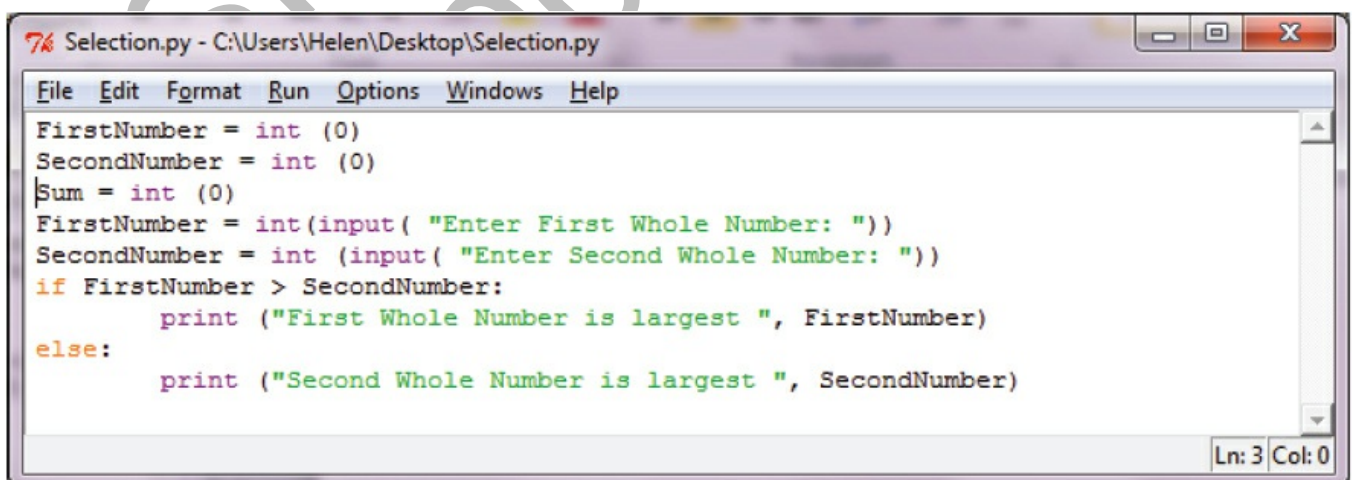 Selection.py - C:\Users\Helen\Desktop\Selection.py
File Edit Format Run Options Windows Help
FirstNumber = int (0)
SecondNumber = int (0)
Sum = int (0)
FirstNumber = int(input( "Enter First Whole Number: "))
SecondNumber = int (input( "Enter Second Whole Number: "))
if FirstNumber > SecondNumber:
        print ("First Whole Number is largest ", FirstNumber)
else:
        print ("Second Whole Number is largest ", SecondNumber)
Ln: 3 Col: 0